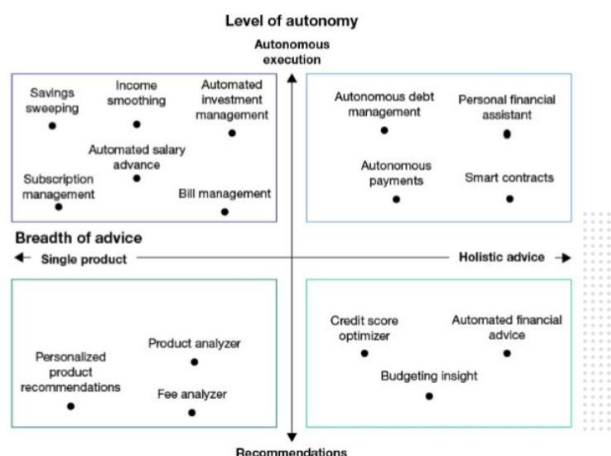 Level of autonomy
Autonomous
execution
Savings
sweeping
Income
smoothing
Automated
investment
management
Automated salary
advance
Subscription
management
Bill management
Autonomous debt
management
Personal financial
assistant
Autonomous
payments
Smart contracts
Breadth of advice
Single product
Holistic advice
Personalized
product
recommendations
Product analyzer
Fee analyzer
Credit score
optimizer
Automated financial
advice
Budgeting insight
Recommendations